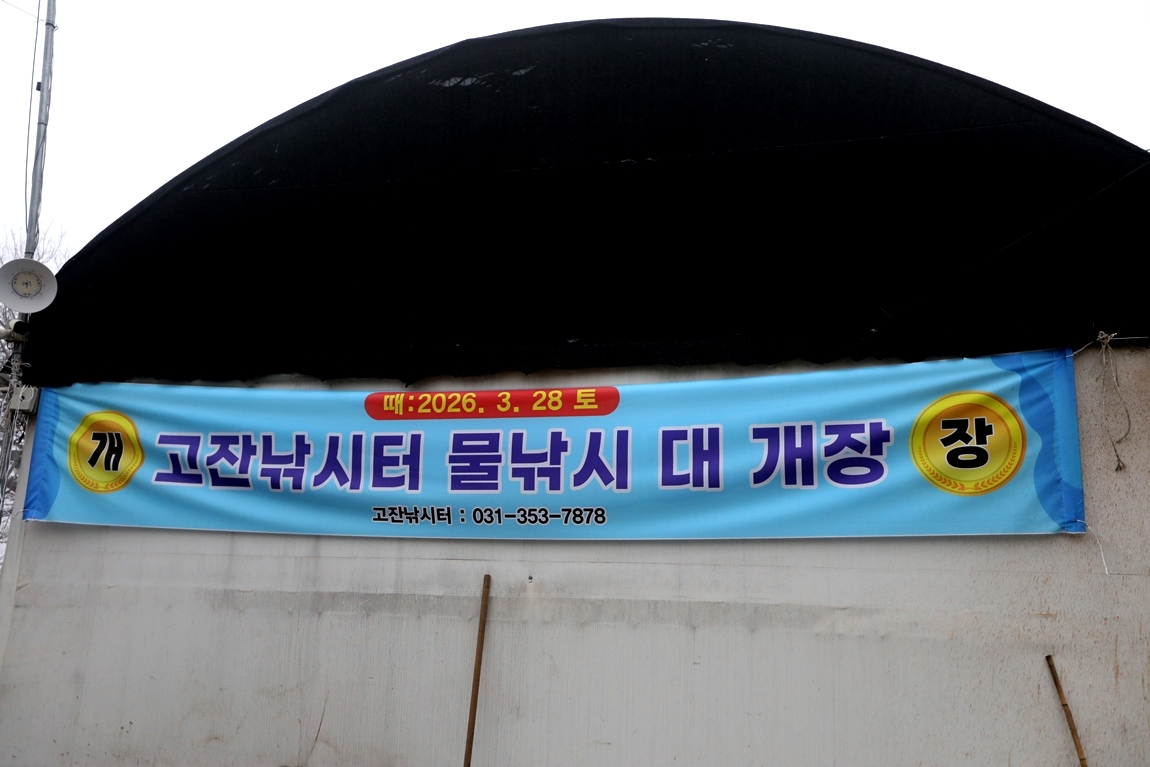 때:2026. 3. 28 토
개 고잔낚시터 물낚시 대 개장 장
고잔낚시터 : 031-353-7878